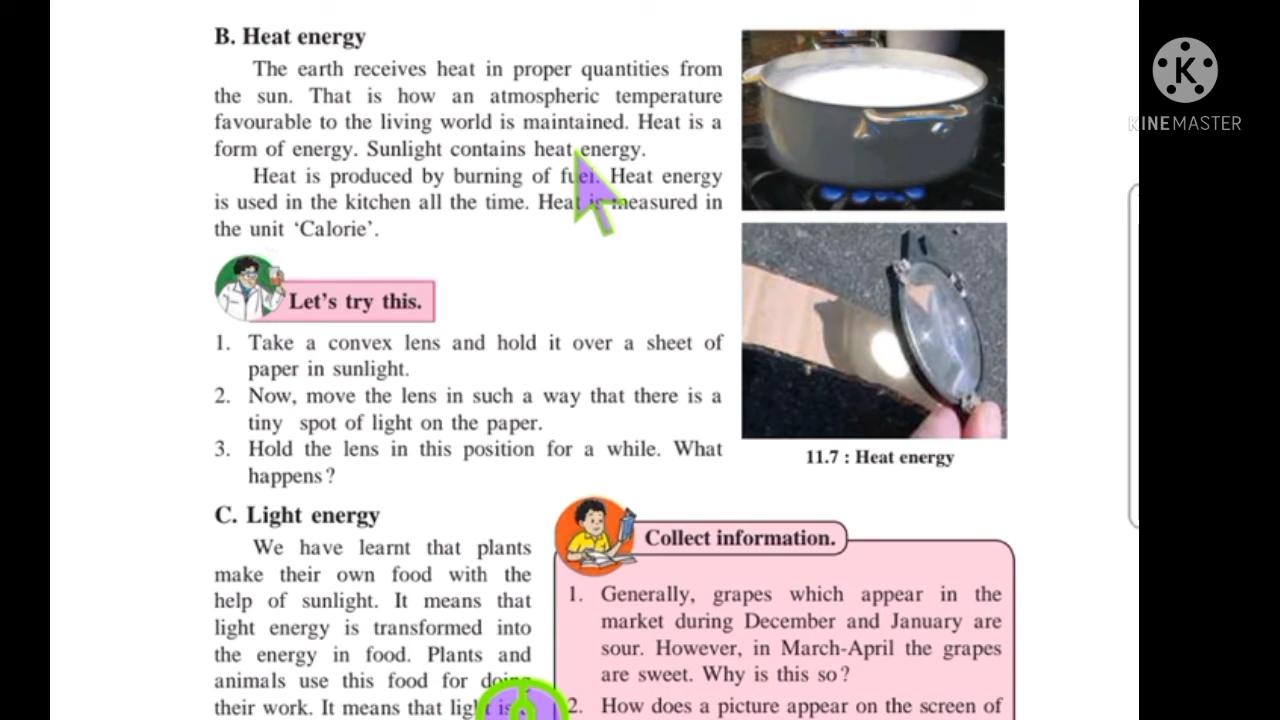 B. Heat energy
The earth receives heat in proper quantities from
the sun. That is how an atmospheric temperature
favourable to the living world is maintained. Heat is a
form of energy. Sunlight contains heat energy.
Heat is produced by burning of fuel. Heat energy
is used in the kitchen all the time. Heat is measured in
the unit ‘Calorie’.
Let’s try this.
1. Take a convex lens and hold it over a sheet of
paper in sunlight.
2. Now, move the lens in such a way that there is a
tiny spot of light on the paper.
3. Hold the lens in this position for a while. What
happens?
11.7 : Heat energy
C. Light energy
We have learnt that plants
make their own food with the
help of sunlight. It means that
light energy is transformed into
the energy in food. Plants and
animals use this food for doing
their work. It means that light is
Collect information.
1. Generally, grapes which appear in the
market during December and January are
sour. However, in March-April the grapes
are sweet. Why is this so?
2. How does a picture appear on the screen of
K
KINEMASTER